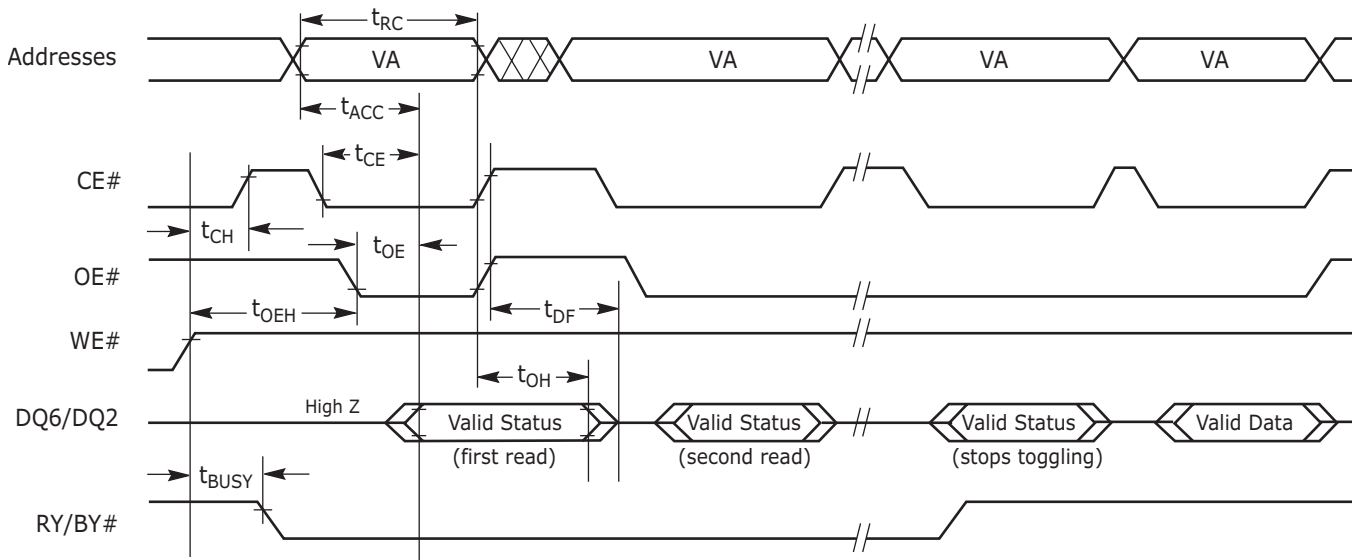 tRC
Addresses VA VA VA VA
tACC
tCE
CE#
tCH tOE
OE#
tOEH tDF
WE#
tOH
High Z
DQ6/DQ2 Valid Status Valid Status Valid Status Valid Data
(first read) (second read) (stops toggling)
tBUSY
RY/BY#